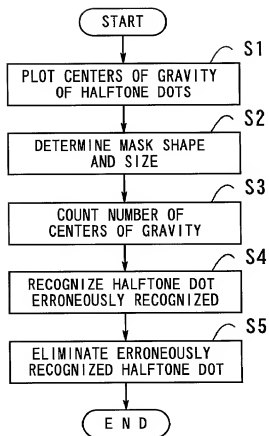 START
S1
PLOT CENTERS OF GRAVITY
OF HALFTONE DOTS
S2
DETERMINE MASK SHAPE
AND SIZE
S3
COUNT NUMBER OF
CENTERS OF GRAVITY
S4
RECOGNIZE HALFTONE DOT
ERRONEOUSLY RECOGNIZED
S5
ELIMINATE ERRONEOUSLY
RECOGNIZED HALFTONE DOT
END